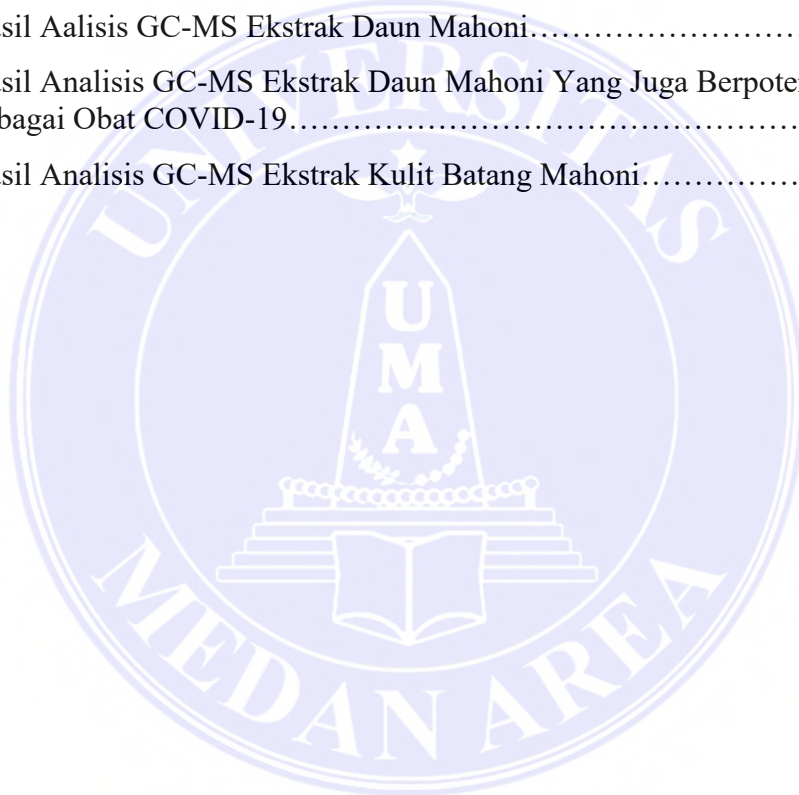 sil Aalisis GC-MS Ekstrak Daun Mahoni……………………….
sil Analisis GC-MS Ekstrak Daun Mahoni Yang Juga Berpote
bagai Obat COVID-19……………………………………………….
sil Analisis GC-MS Ekstrak Kulit Batang Mahoni…………….
UNIVERSITAS
U
M
A
MEDAN AREA